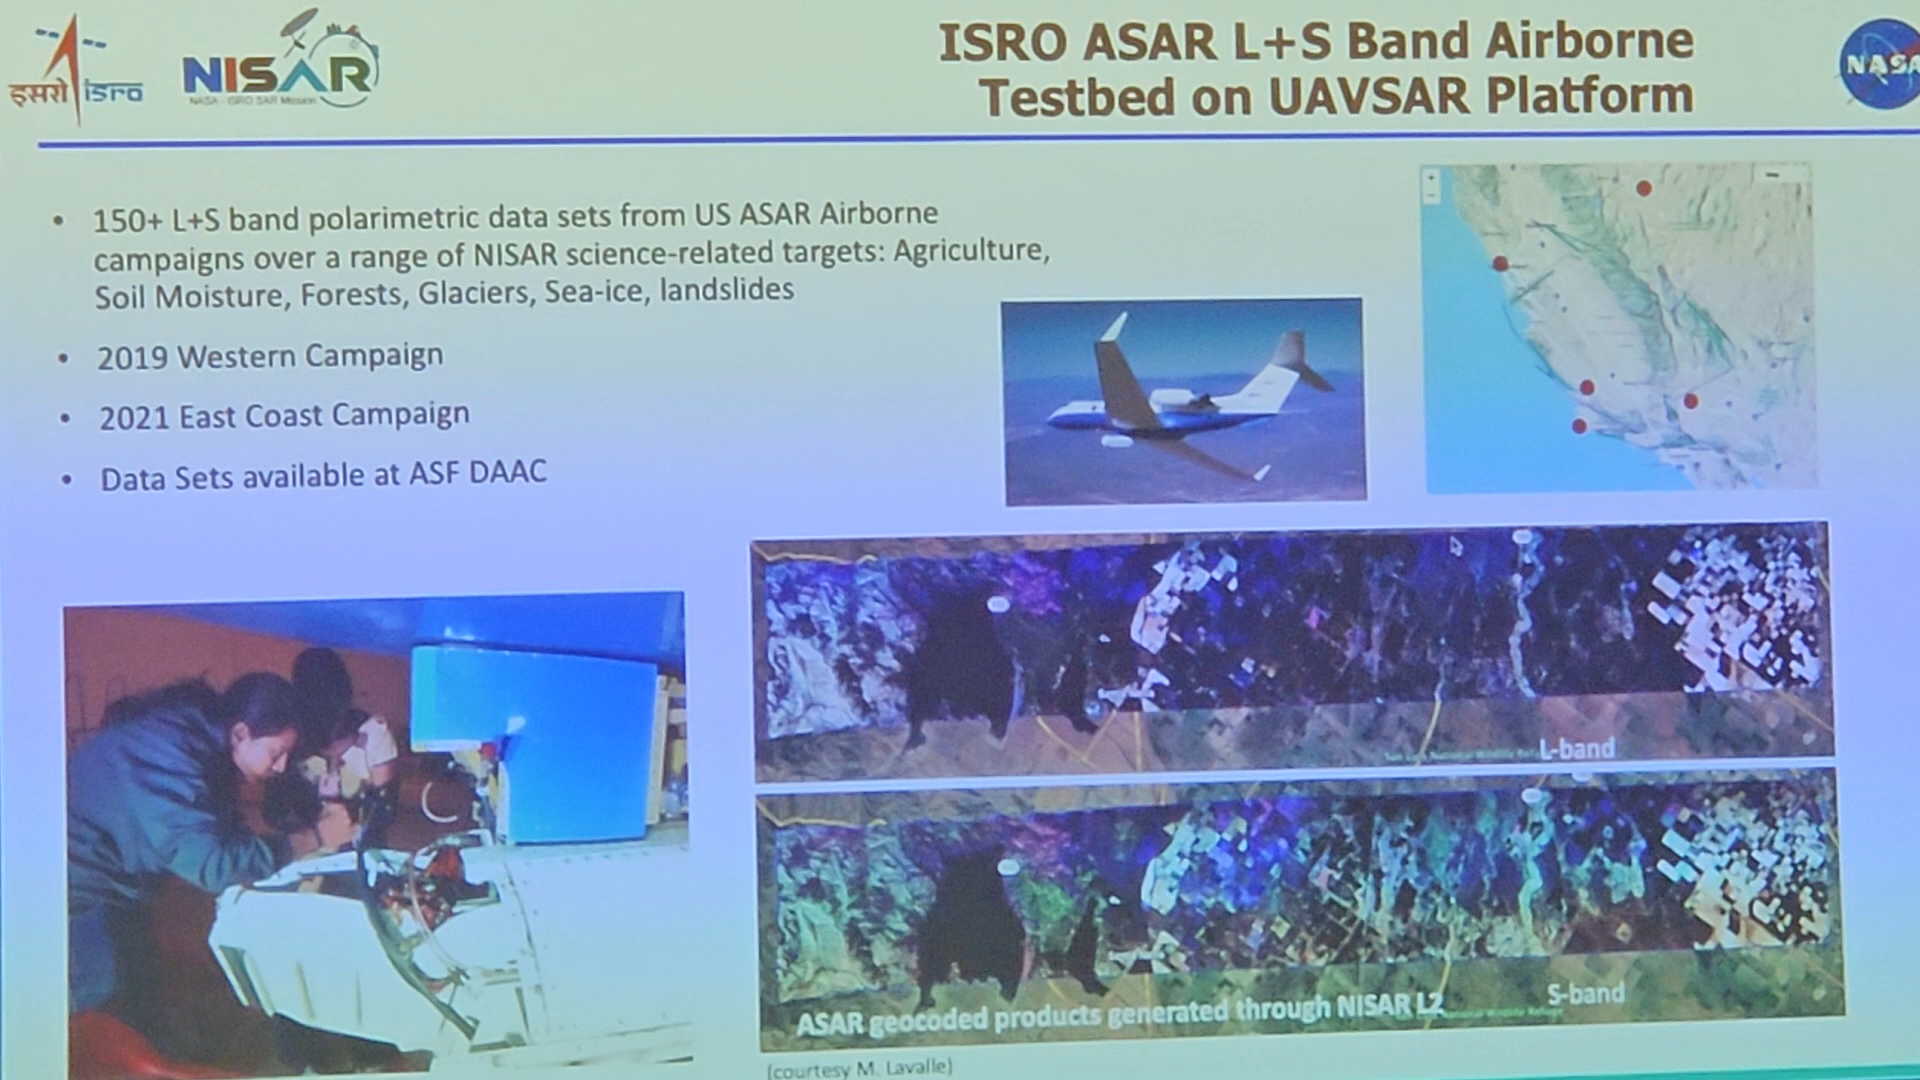 इसरो isro
NISAR
NASA - ISRO SAR Mission
ISRO ASAR L+S Band Airborne
Testbed on UAVSAR Platform
NASA
• 150+ L+S band polarimetric data sets from US ASAR Airborne
campaigns over a range of NISAR science-related targets: Agriculture,
Soil Moisture, Forests, Glaciers, Sea-ice, landslides
• 2019 Western Campaign
• 2021 East Coast Campaign
• Data Sets available at ASF DAAC
L-band
S-band
ASAR geocoded products generated through NISAR L2
(courtesy M. Lavalle)